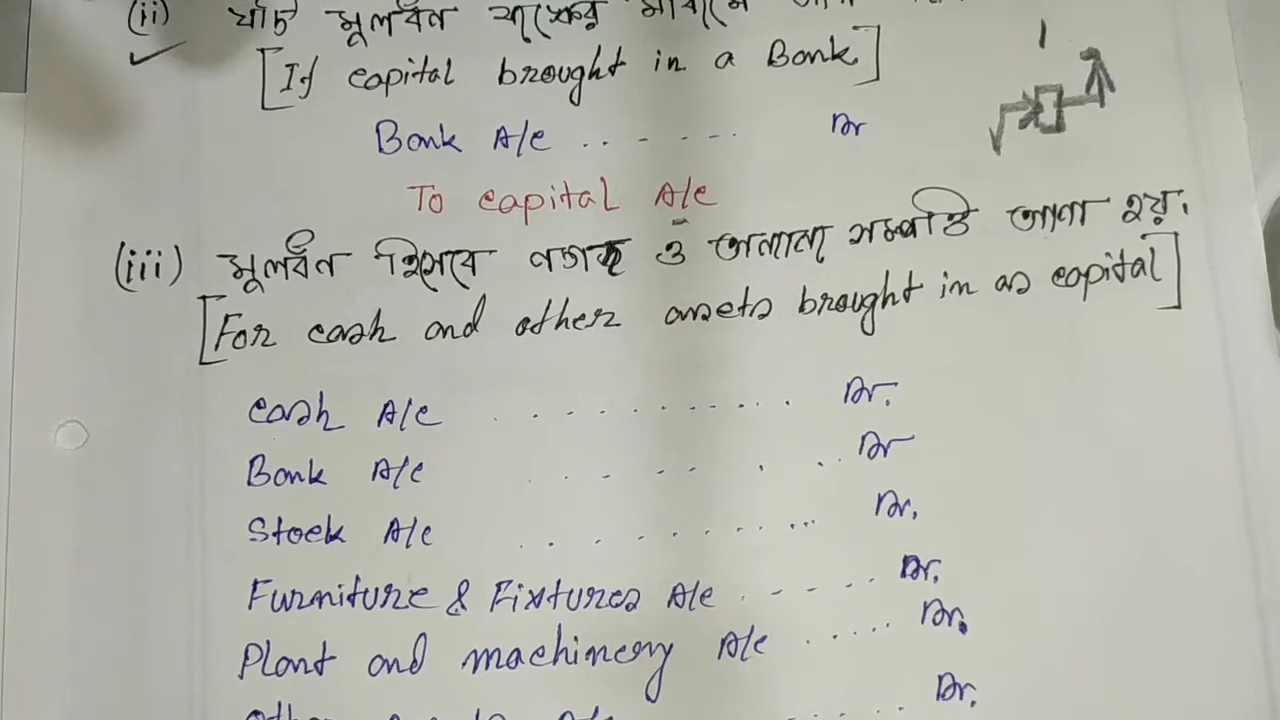 (ii) যদি মূলধন ব্যাঙ্কের মাধ্যমে আনা
[If capital brought in a Bank]
Bank A/c ..----. Dr
To capital A/c
(iii) মূলধন হিসেবে নগদ ও অন্যান্য সম্পত্তি আনা হয়।
[For cash and other assets brought in as capital]
Cash A/c ........... Dr.
Bank A/c ..--- . .. Dr
Stock A/c ............ Dr.
Furniture & Fixtures A/c .----.. Dr.
Plant and machinery A/c ..... Dr.
Dr.